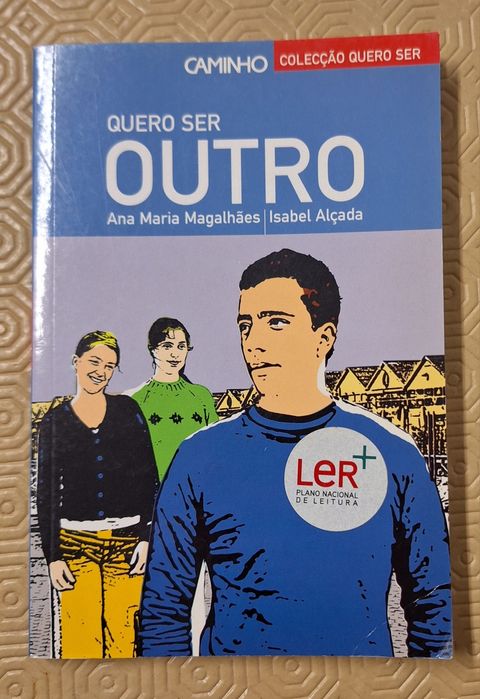 CAMINHO
COLECÇÃO QUERO SER
QUERO SER
OUTRO
Ana Maria Magalhães | Isabel Alçada
LeR+
PLANO NACIONAL
DE LEITURA